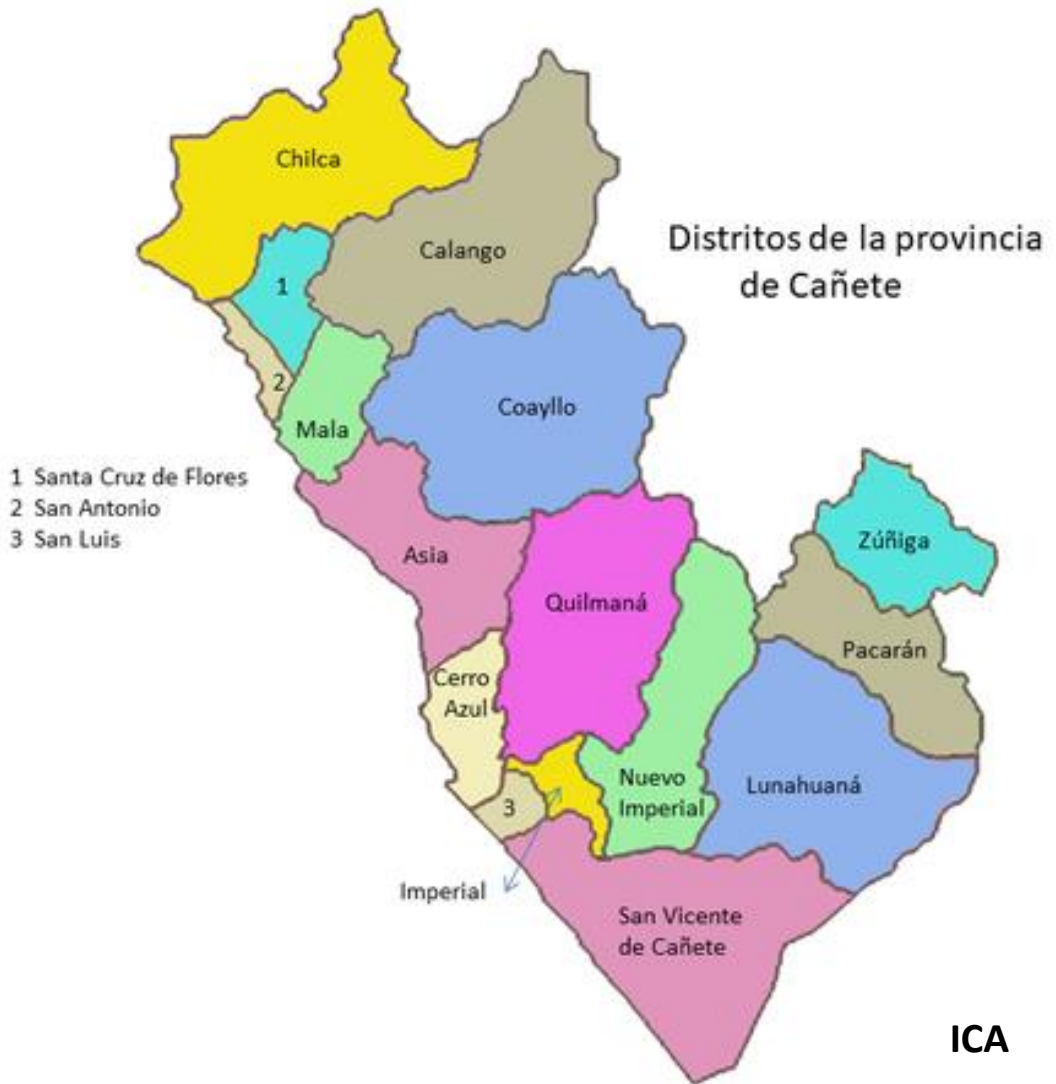 Chilca
Calango
Distritos de la provincia
de Cañete
1
2
Mala
Coayllo
1 Santa Cruz de Flores
2 San Antonio
3 San Luis
Asia
Zúñiga
Quilmaná
Pacarán
Cerro
Azul
Nuevo
Imperial
Lunahuaná
3
Imperial
San Vicente
de Cañete
ICA